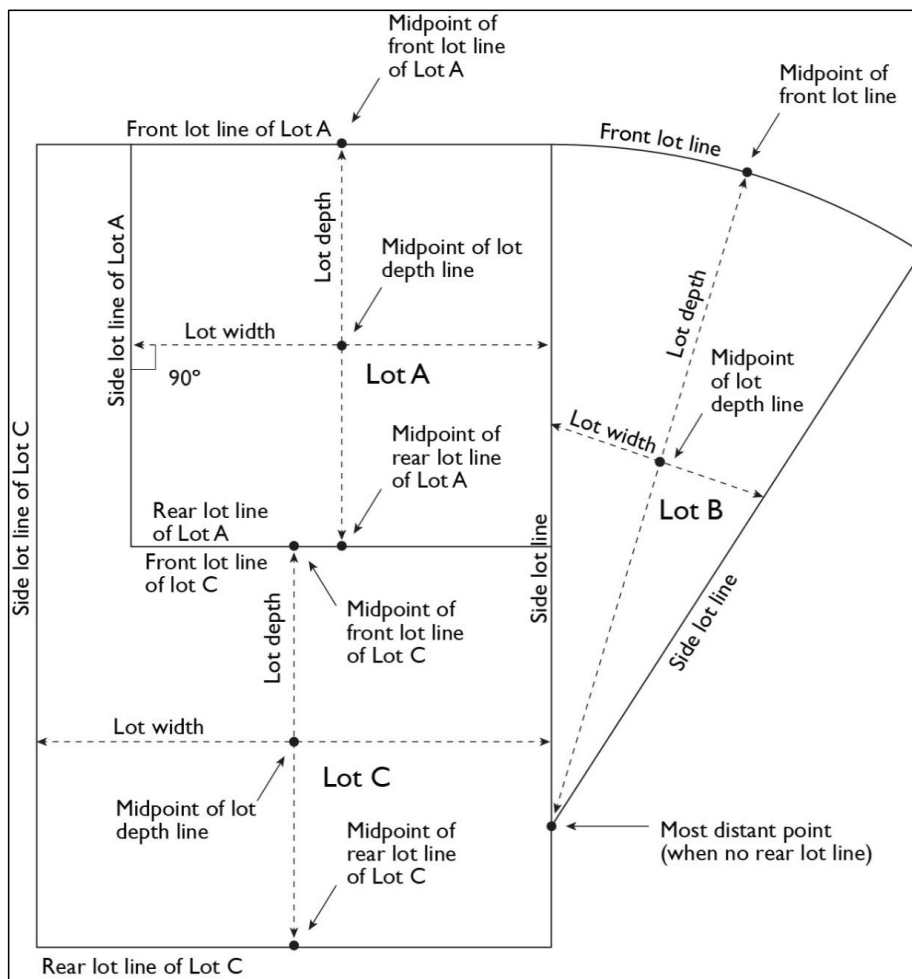 Midpoint of
front lot line
of Lot A
Midpoint of
front lot line
Front lot line of Lot A
Front lot line
Side lot line of Lot A
Lot depth
Midpoint of lot
depth line
Lot depth
Lot width
90°
Lot A
Midpoint
of lot
depth line
Lot width
Side lot line of Lot C
Midpoint of
rear lot line
of Lot A
Lot B
Rear lot line
of Lot A
Front lot line
of lot C
Side lot line
Side lot line
Lot depth
Midpoint of
front lot line
of Lot C
Lot width
Lot C
Midpoint of lot
depth line
Midpoint of
rear lot line
of Lot C
Most distant point
(when no rear lot line)
Rear lot line of Lot C